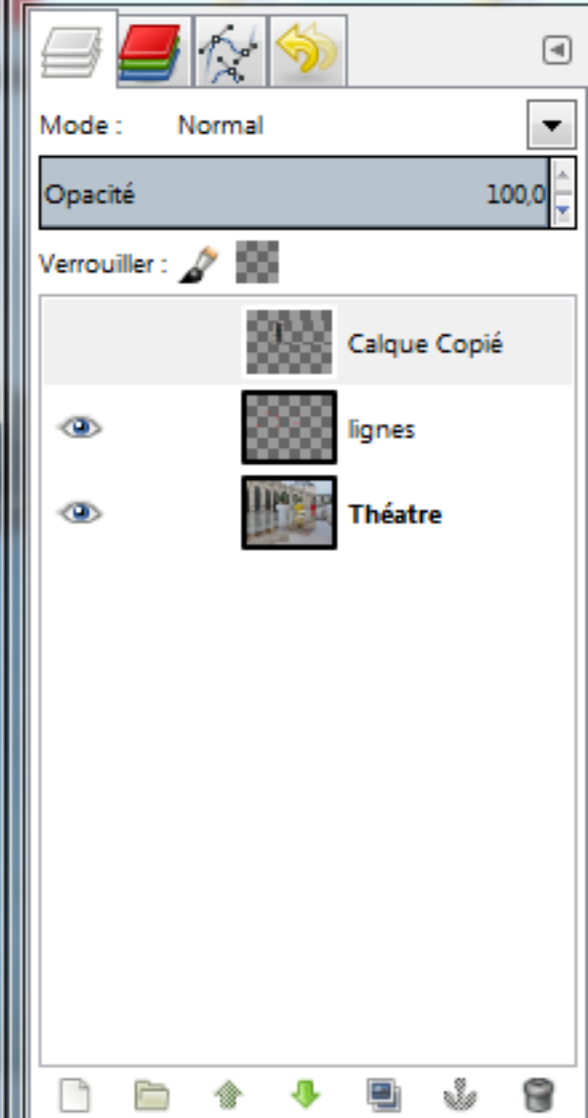 Mode : Normal
Opacité 100,0
Verrouiller :
Calque Copié
lignes
Théatre